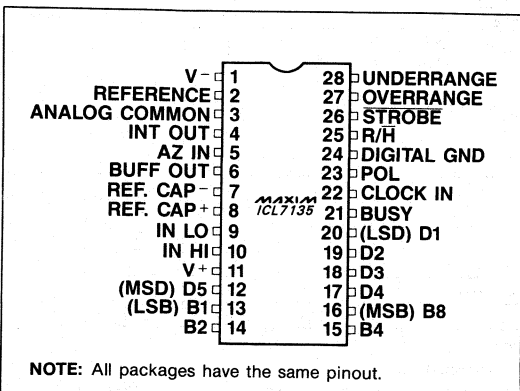 V− 1 28 UNDERRANGE
REFERENCE 2 27 OVERRANGE
ANALOG COMMON 3 26 STROBE
INT OUT 4 25 R/H
AZ IN 5 24 DIGITAL GND
BUFF OUT 6 23 POL
REF. CAP− 7 MAXIM 22 CLOCK IN
REF. CAP+ 8 ICL7135 21 BUSY
IN LO 9 20 (LSD) D1
IN HI 10 19 D2
V+ 11 18 D3
(MSD) D5 12 17 D4
(LSB) B1 13 16 (MSB) B8
B2 14 15 B4
NOTE: All packages have the same pinout.